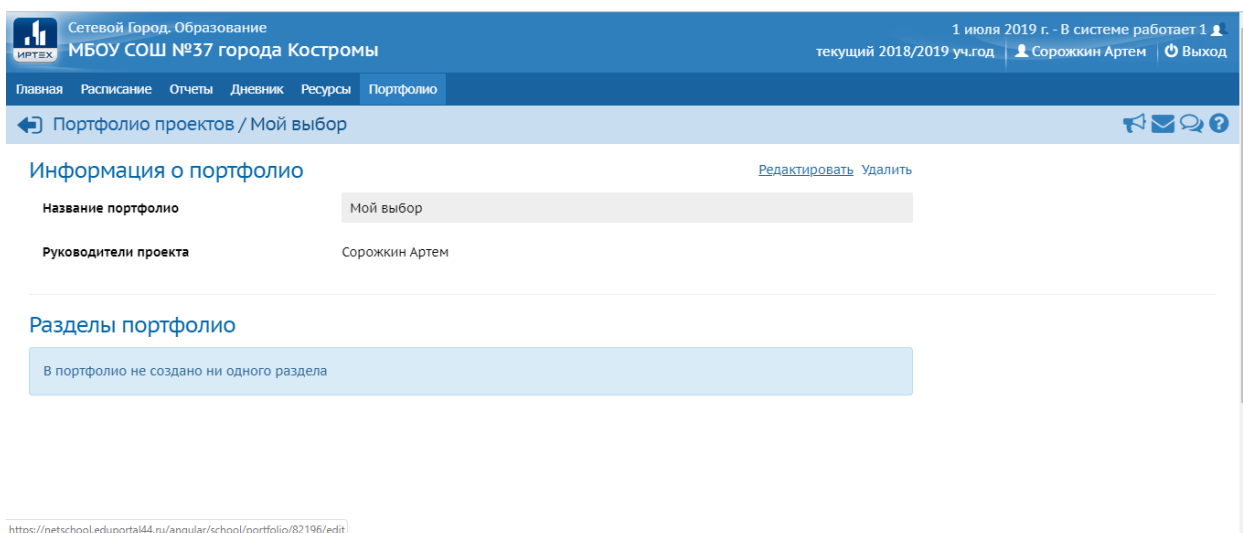 Сетевой Город. Образование
1 июля 2019 г. - В системе работает 1
ИРТЕХ
МБОУ СОШ №37 города Костромы
текущий 2018/2019 уч.год Сорожкин Артем Выход
Главная Расписание Отчеты Дневник Ресурсы Портфолио
Портфолио проектов / Мой выбор
Информация о портфолио
Редактировать Удалить
Название портфолио Мой выбор
Руководители проекта Сорожкин Артем
Разделы портфолио
В портфолио не создано ни одного раздела
https://netschool.eduportal44.ru/angular/school/portfolio/82196/edit